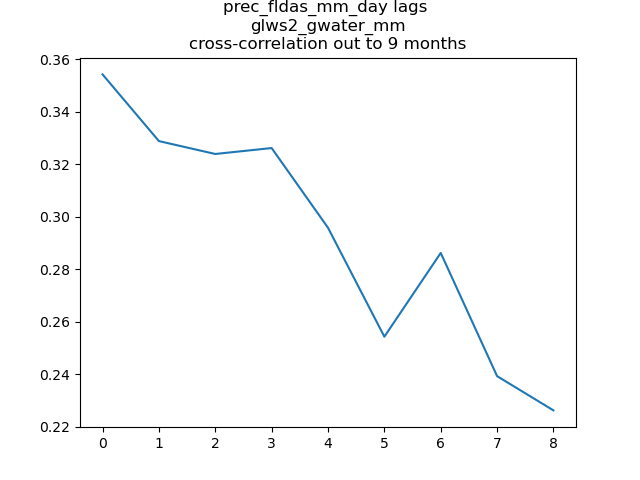 prec_fldas_mm_day lags
glws2_gwater_mm
cross-correlation out to 9 months
0.36
0.34
0.32
0.30
0.28
0.26
0.24
0.22
0 1 2 3 4 5 6 7 8